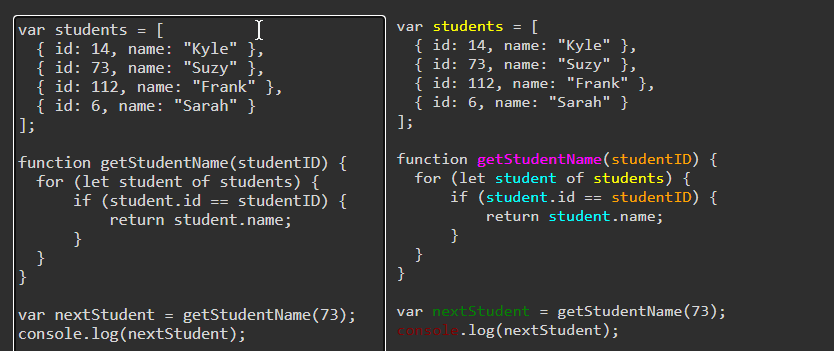 var students = [
  { id: 14, name: "Kyle" },
  { id: 73, name: "Suzy" },
  { id: 112, name: "Frank" },
  { id: 6, name: "Sarah" }
];

function getStudentName(studentID) {
  for (let student of students) {
      if (student.id == studentID) {
          return student.name;
      }
  }
}

var nextStudent = getStudentName(73);
console.log(nextStudent);

var students = [
  { id: 14, name: "Kyle" },
  { id: 73, name: "Suzy" },
  { id: 112, name: "Frank" },
  { id: 6, name: "Sarah" }
];

function getStudentName(studentID) {
  for (let student of students) {
      if (student.id == studentID) {
          return student.name;
      }
  }
}

var nextStudent = getStudentName(73);
console.log(nextStudent);